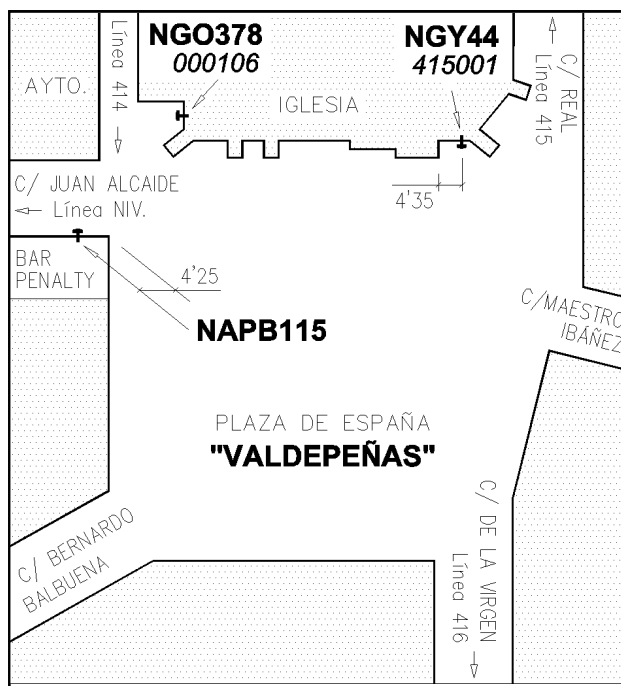 NGO378
000106
NGY44
415001
AYTO.
Línea 414
IGLESIA
C/ REAL
Línea 415
4'35
C/ JUAN ALCAIDE
Línea NIV.
BAR
PENALTY
4'25
NAPB115
C/MAESTRO
IBÁÑEZ
PLAZA DE ESPAÑA
"VALDEPEÑAS"
C/ BERNARDO
BALBUENA
C/ DE LA VIRGEN
Línea 416